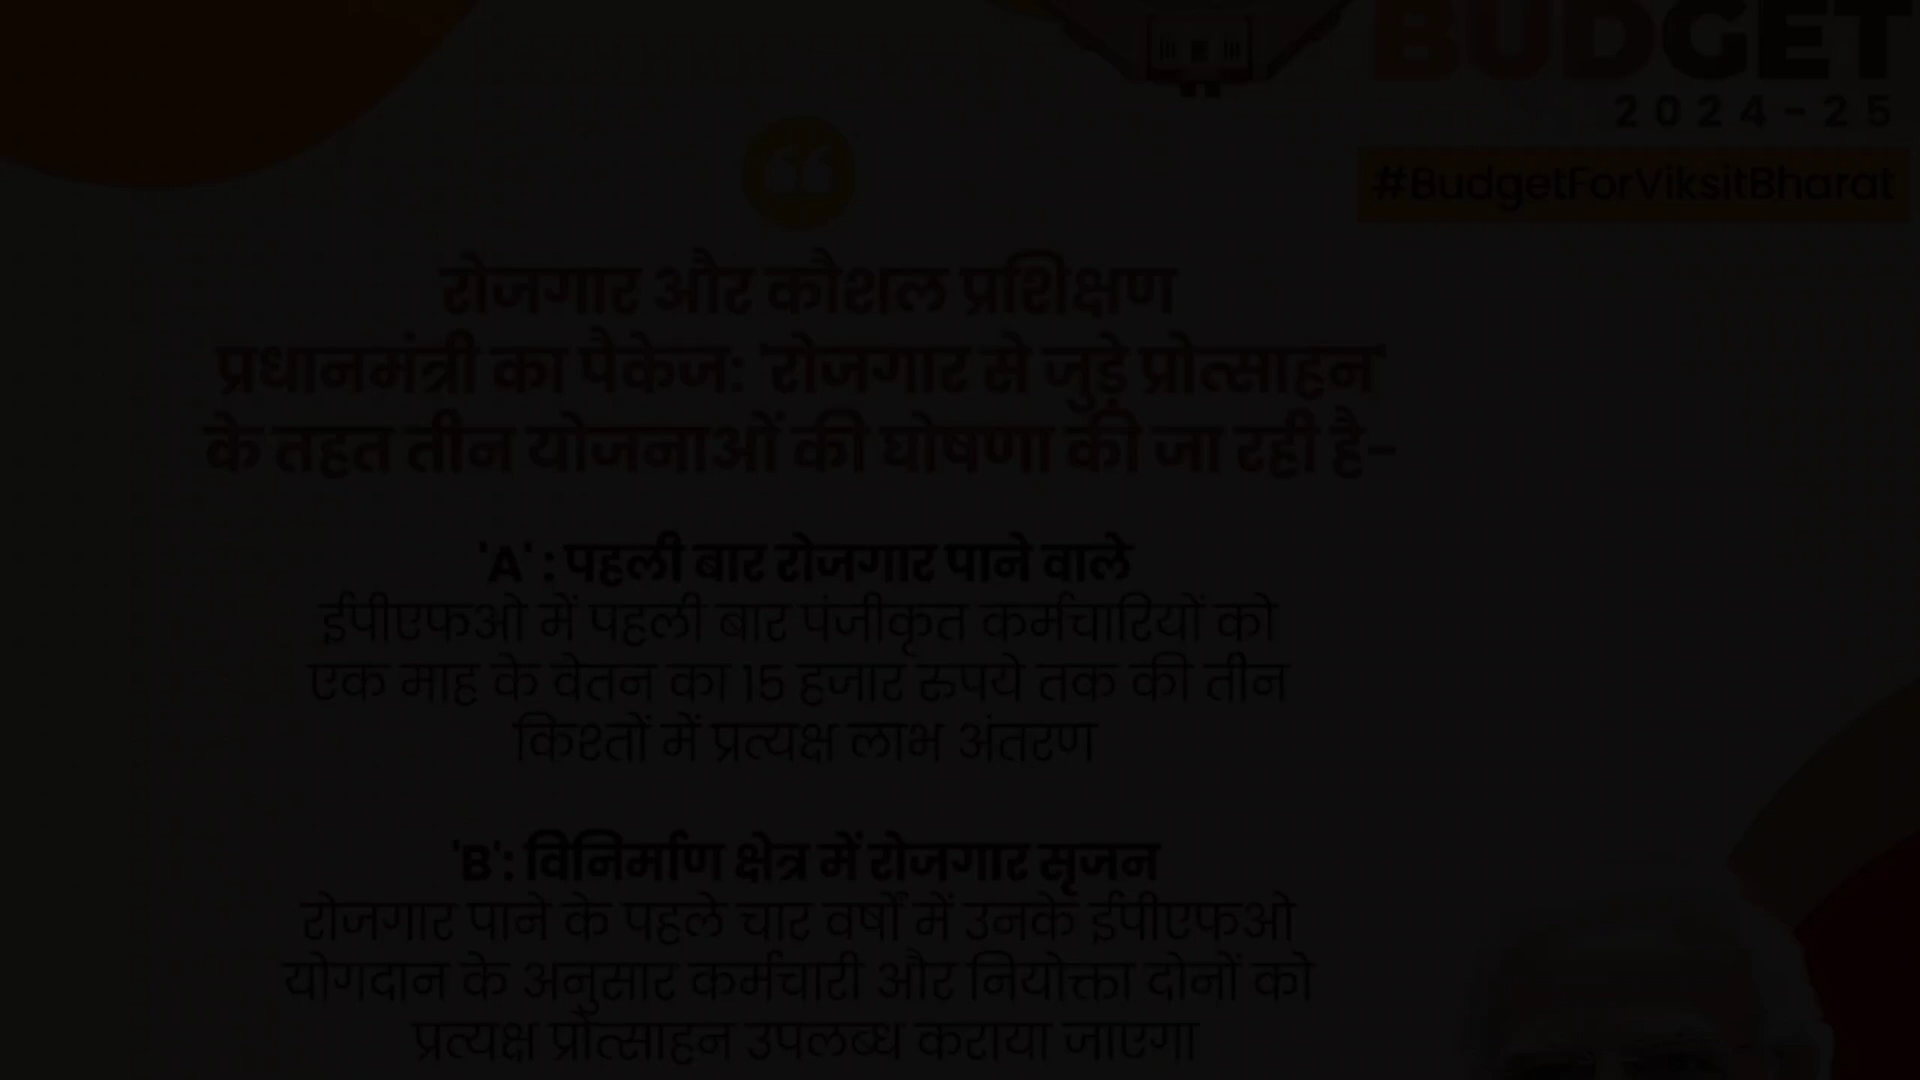 BUDGET
2024-25
#BudgetForViksitBharat
रोजगार और कौशल प्रशिक्षण
प्रधानमंत्री का पैकेज: 'रोजगार से जुड़े प्रोत्साहन'
के तहत तीन योजनाओं की घोषणा की जा रही है-
'A' : पहली बार रोजगार पाने वाले
ईपीएफओ में पहली बार पंजीकृत कर्मचारियों को
एक माह के वेतन का 15 हजार रुपये तक की तीन
किश्तों में प्रत्यक्ष लाभ अंतरण
'B': विनिर्माण क्षेत्र में रोजगार सृजन
रोजगार पाने के पहले चार वर्षों में उनके ईपीएफओ
योगदान के अनुसार कर्मचारी और नियोक्ता दोनों को
प्रत्यक्ष प्रोत्साहन उपलब्ध कराया जाएगा